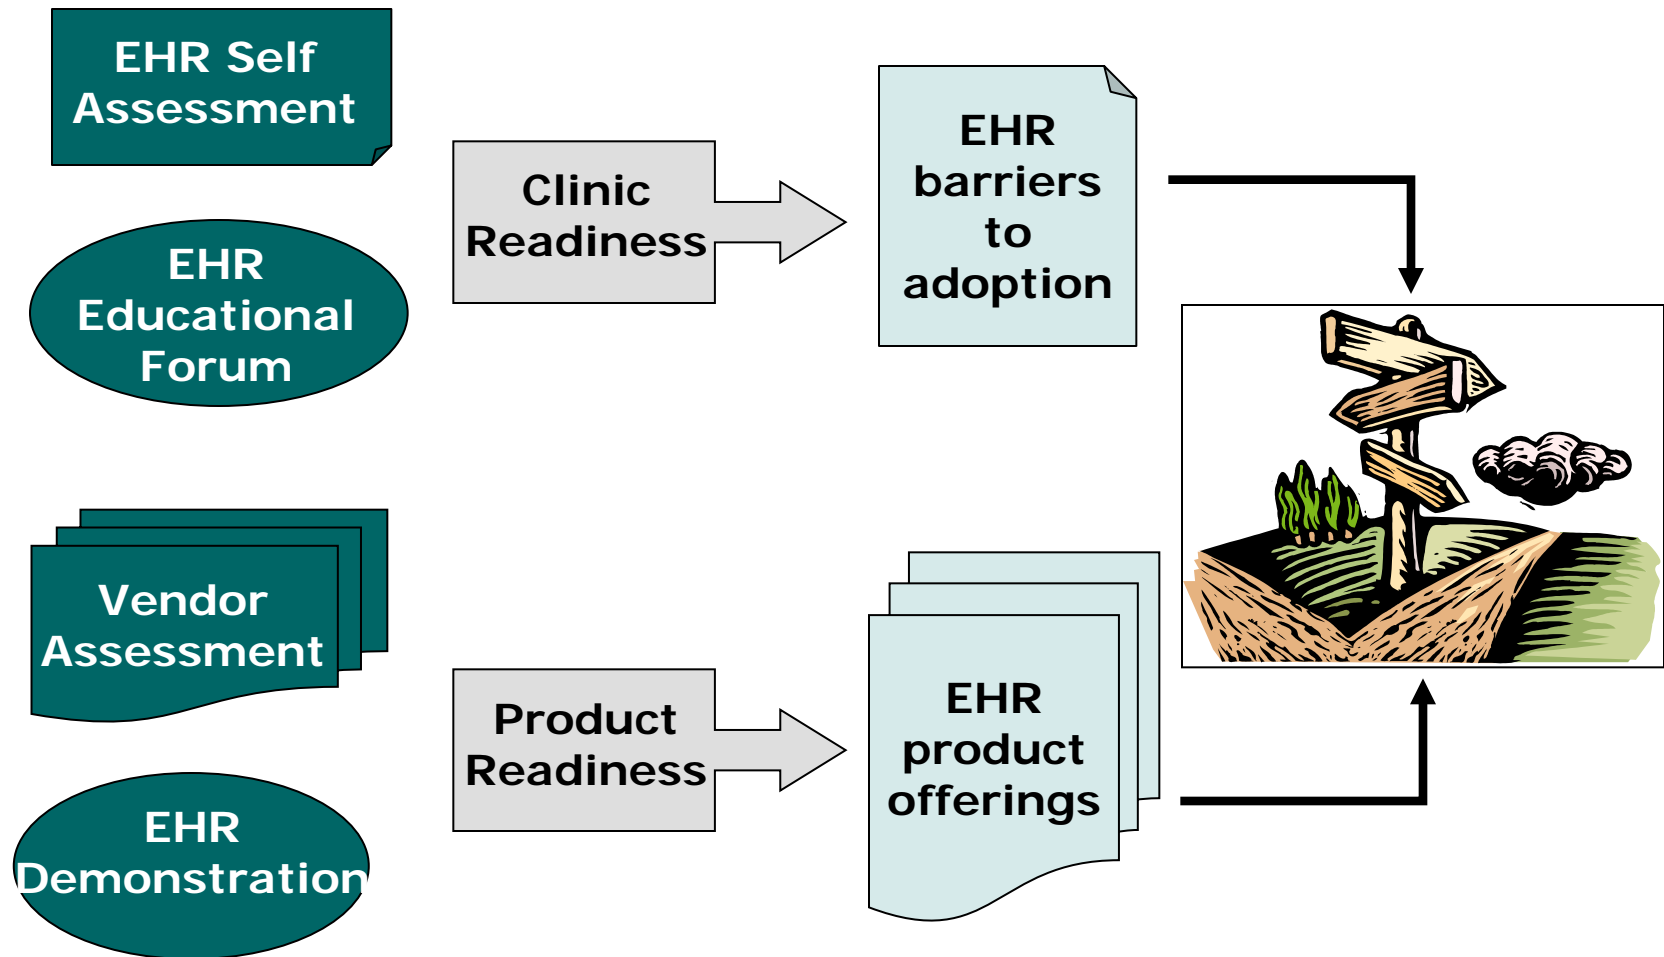 EHR Self
Assessment
EHR
Educational
Forum
Clinic
Readiness
EHR
barriers
to
adoption
Vendor
Assessment
EHR
Demonstration
Product
Readiness
EHR
product
offerings